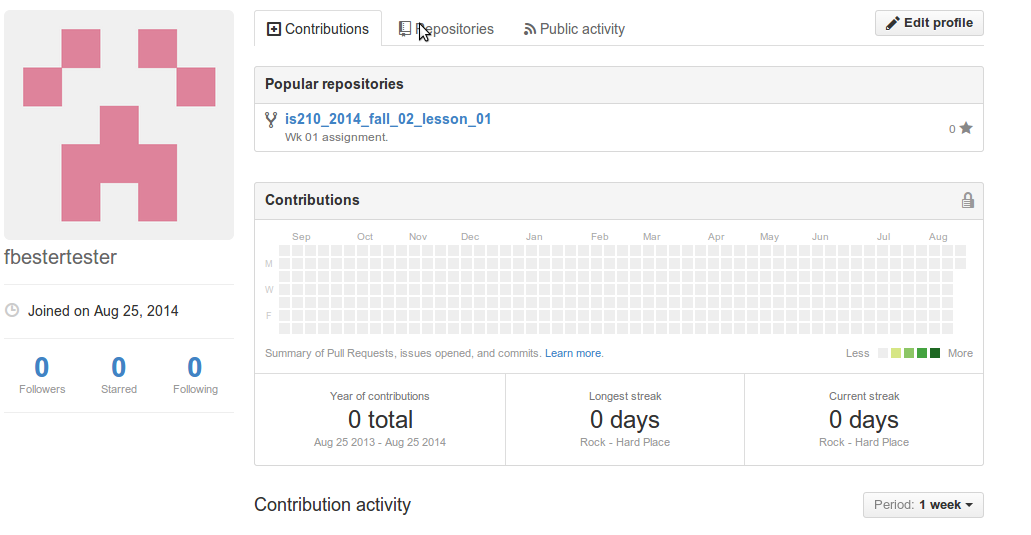 Contributions Repositories Public activity Edit profile
Popular repositories
is210_2014_fall_02_lesson_01
Wk 01 assignment.
0
Contributions
Sep Oct Nov Dec Jan Feb Mar Apr May Jun Jul Aug
M
W
F
Summary of Pull Requests, issues opened, and commits. Learn more. Less More
Year of contributions
0 total
Aug 25 2013 - Aug 25 2014
Longest streak
0 days
Rock - Hard Place
Current streak
0 days
Rock - Hard Place
Contribution activity Period: 1 week
fbestertester
Joined on Aug 25, 2014
0 0 0
Followers Starred Following